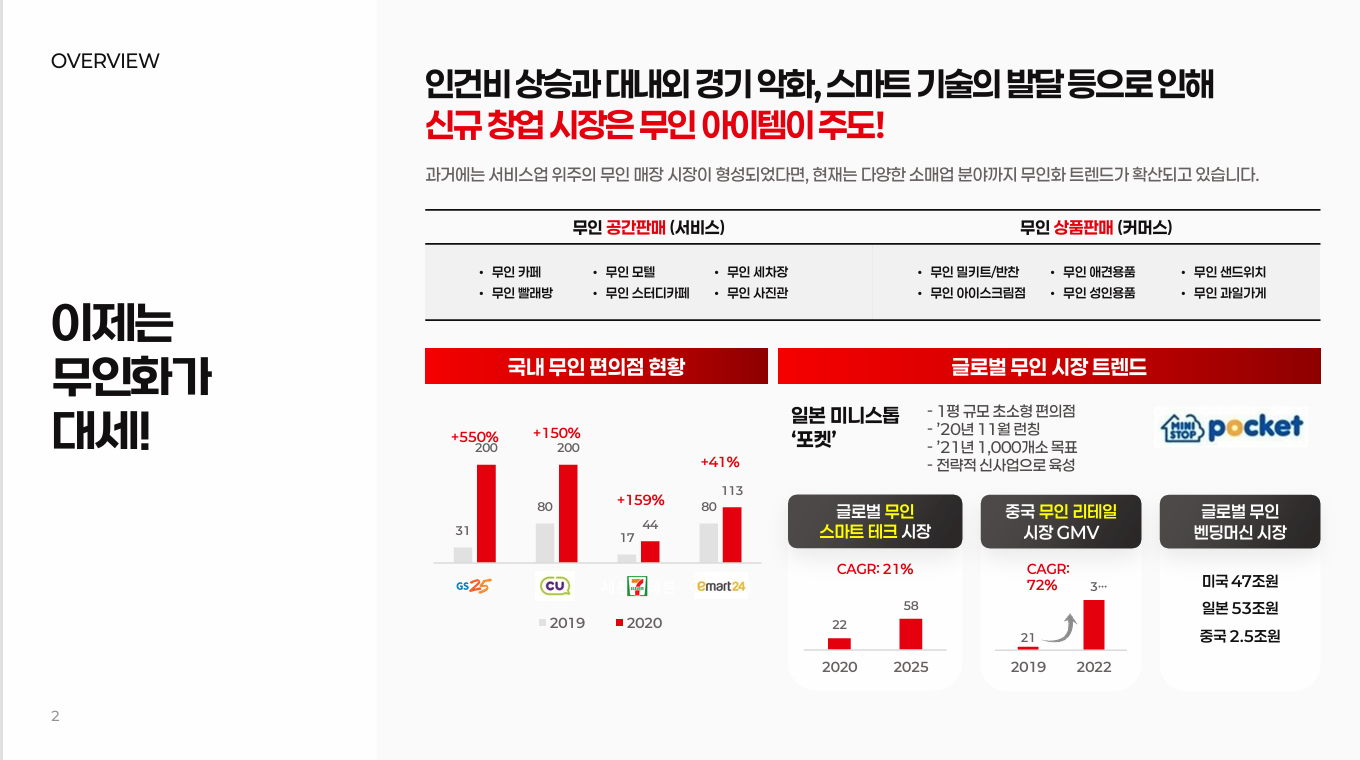 OVERVIEW
이제는
무인화가
대세!
2
인건비 상승과 대내외 경기 악화, 스마트 기술의 발달 등으로 인해
신규 창업 시장은 무인 아이템이 주도!
과거에는 서비스업 위주의 무인 매장 시장이 형성되었다면, 현재는 다양한 소매업 분야까지 무인화 트렌드가 확산되고 있습니다.
무인 공간판매 (서비스)
• 무인 카페 • 무인 모텔 • 무인 세차장
• 무인 빨래방 • 무인 스터디카페 • 무인 사진관
무인 상품판매 (커머스)
• 무인 밀키트/반찬 • 무인 애견용품 • 무인 샌드위치
• 무인 아이스크림점 • 무인 성인용품 • 무인 과일가게
국내 무인 편의점 현황
+550% +150%
200 200
+41%
+159%
31 80 17 44 80 113
GS25 CU 7 ELEVEN emart24
2019 2020
글로벌 무인 시장 트렌드
일본 미니스톱
‘포켓’
- 1평 규모 초소형 편의점
- ’20년 11월 런칭
- ’21년 1,000개소 목표
- 전략적 신사업으로 육성
MINI STOP pocket
글로벌 무인
스마트 테크 시장
CAGR: 21%
22 58
2020 2025
중국 무인 리테일
시장 GMV
CAGR:
72%
21 3…
2019 2022
글로벌 무인
벤딩머신 시장
미국 47조원
일본 53조원
중국 2.5조원